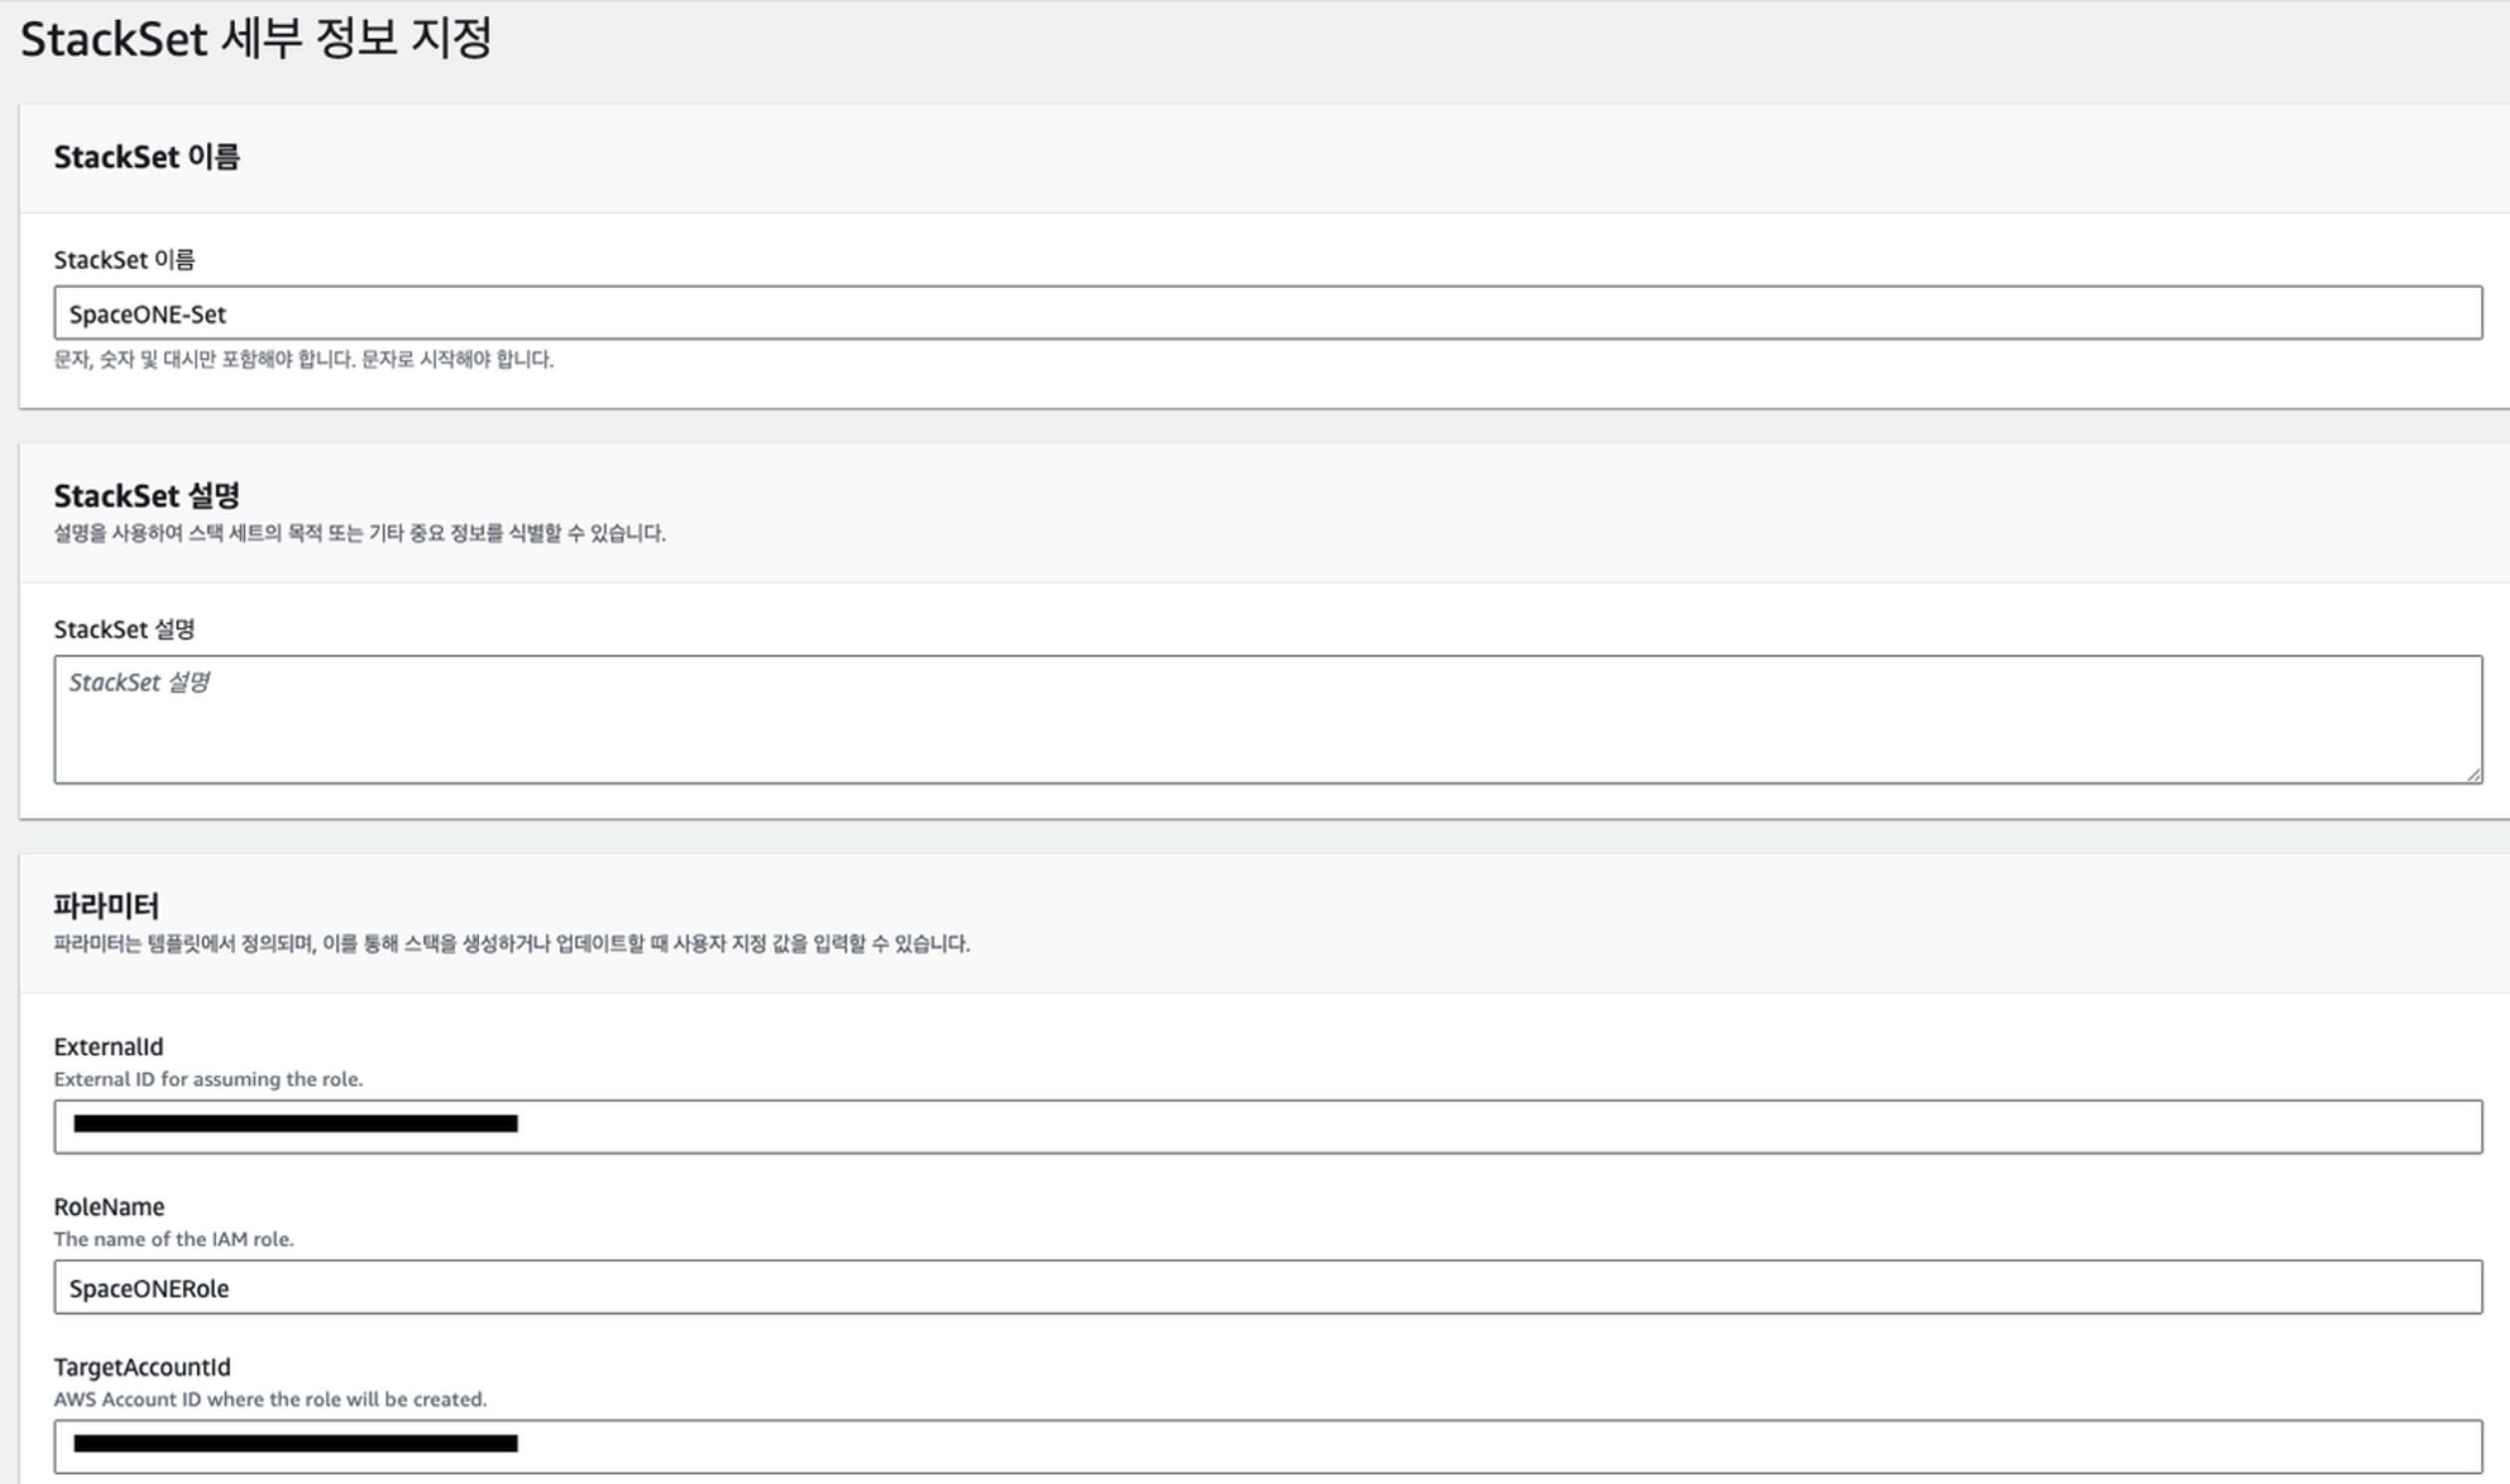 StackSet 세부 정보 지정
StackSet 이름
StackSet 이름
SpaceONE-Set
문자, 숫자 및 대시만 포함해야 합니다. 문자로 시작해야 합니다.
StackSet 설명
설명을 사용하여 스택 세트의 목적 또는 기타 중요 정보를 식별할 수 있습니다.
StackSet 설명
StackSet 설명
파라미터
파라미터는 템플릿에서 정의되며, 이를 통해 스택을 생성하거나 업데이트할 때 사용자 지정 값을 입력할 수 있습니다.
ExternalId
External ID for assuming the role.
RoleName
The name of the IAM role.
SpaceONERole
TargetAccountId
AWS Account ID where the role will be created.